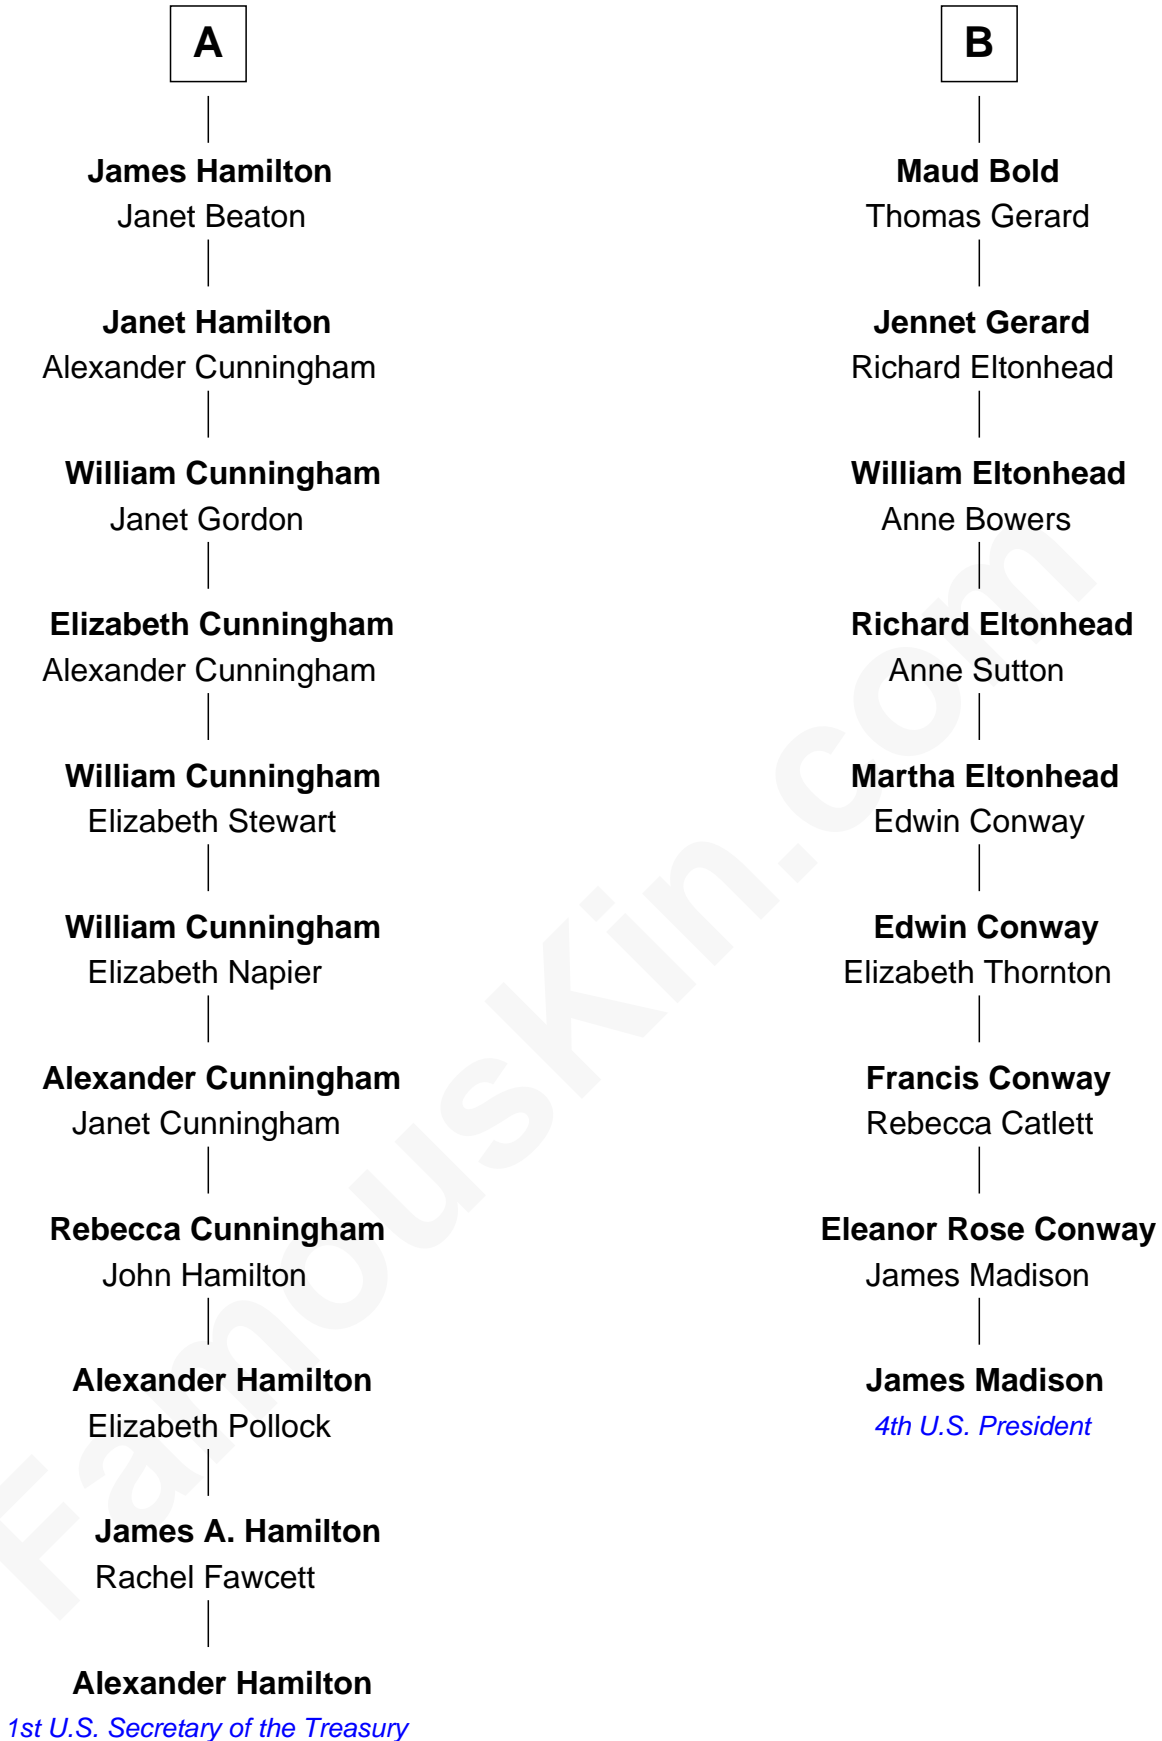 A
James Hamilton
Janet Beaton
Janet Hamilton
Alexander Cunningham
William Cunningham
Janet Gordon
Elizabeth Cunningham
Alexander Cunningham
William Cunningham
Elizabeth Stewart
William Cunningham
Elizabeth Napier
Alexander Cunningham
Janet Cunningham
Rebecca Cunningham
John Hamilton
Alexander Hamilton
Elizabeth Pollock
James A. Hamilton
Rachel Fawcett
Alexander Hamilton
1st U.S. Secretary of the Treasury
B
Maud Bold
Thomas Gerard
Jennet Gerard
Richard Eltonhead
William Eltonhead
Anne Bowers
Richard Eltonhead
Anne Sutton
Martha Eltonhead
Edwin Conway
Edwin Conway
Elizabeth Thornton
Francis Conway
Rebecca Catlett
Eleanor Rose Conway
James Madison
James Madison
4th U.S. President
FamousKin.com